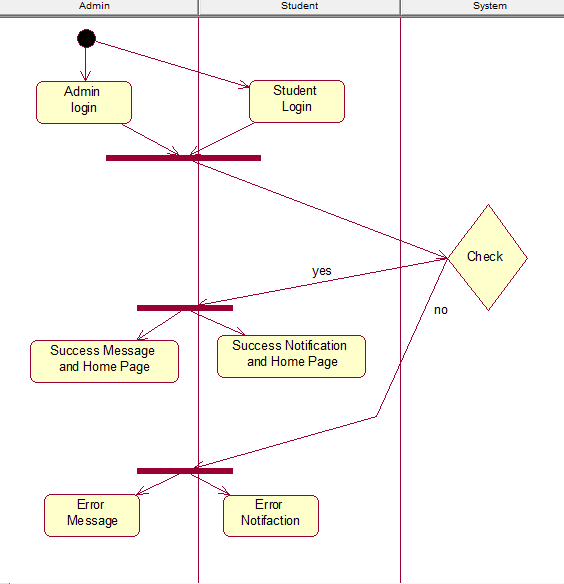 Admin
Student
System
Admin
login
Student
Login
Check
yes
no
Success Message
and Home Page
Success Notification
and Home Page
Error
Message
Error
Notifaction